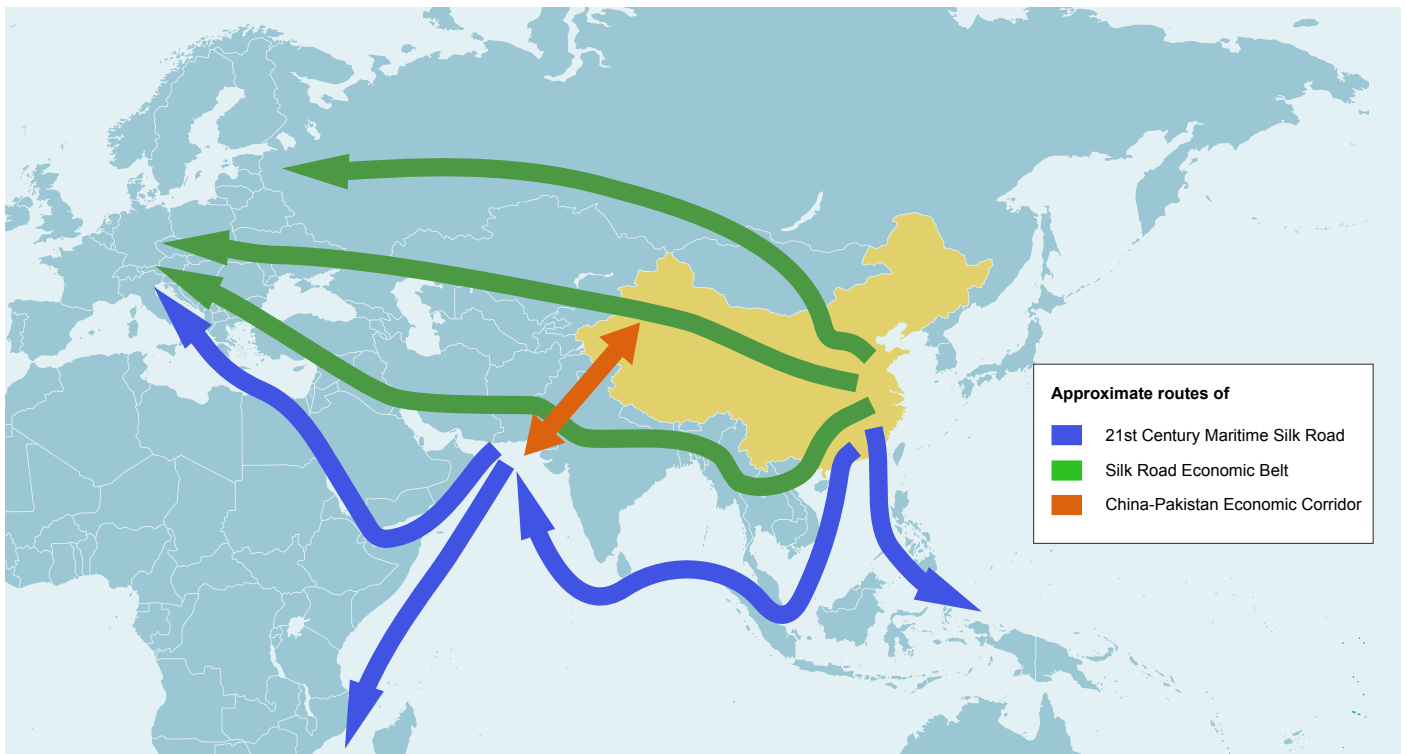 Approximate routes of
21st Century Maritime Silk Road
Silk Road Economic Belt
China-Pakistan Economic Corridor